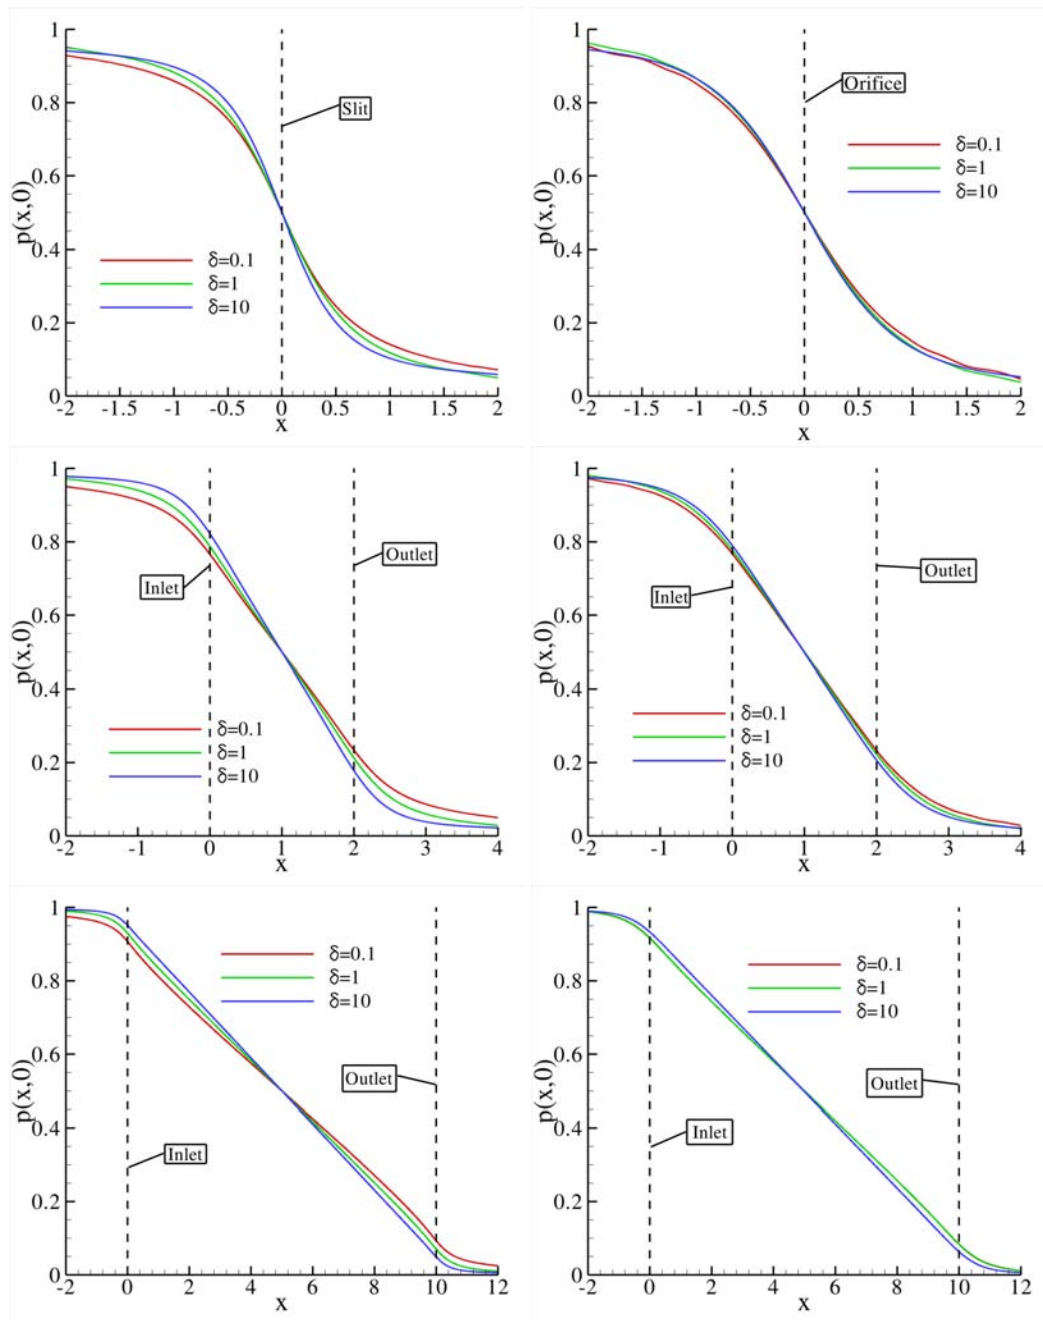 1
0.8
0.6
0.4
0.2
0
p(x,0)
Slit
δ=0.1
δ=1
δ=10
-2 -1.5 -1 -0.5 0 0.5 1 1.5 2
x
1
0.8
0.6
0.4
0.2
0
p(x,0)
Orifice
δ=0.1
δ=1
δ=10
-2 -1.5 -1 -0.5 0 0.5 1 1.5 2
x
1
0.8
0.6
0.4
0.2
0
p(x,0)
Outlet
Inlet
δ=0.1
δ=1
δ=10
-2 -1 0 1 2 3 4
x
1
0.8
0.6
0.4
0.2
0
p(x,0)
Outlet
Inlet
δ=0.1
δ=1
δ=10
-2 -1 0 1 2 3 4
x
1
0.8
0.6
0.4
0.2
0
p(x,0)
δ=0.1
δ=1
δ=10
Outlet
Inlet
-2 0 2 4 6 8 10 12
x
1
0.8
0.6
0.4
0.2
0
p(x,0)
δ=0.1
δ=1
δ=10
Outlet
Inlet
-2 0 2 4 6 8 10 12
x